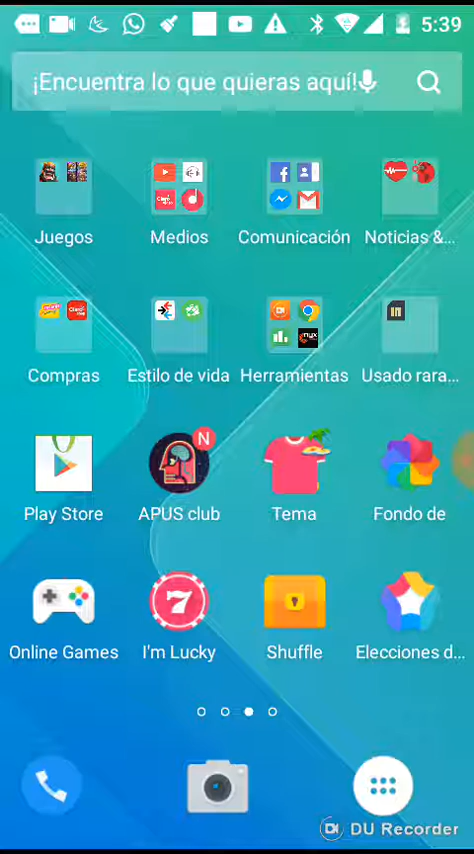 5:39
¡Encuentra lo que quieras aquí!
Juegos
Medios
Comunicación
Noticias &...
Compras
Estilo de vida
Herramientas
Usado rara...
Play Store
N
APUS club
Tema
Fondo de
7
Online Games
I'm Lucky
Shuffle
Elecciones d...
DU Recorder